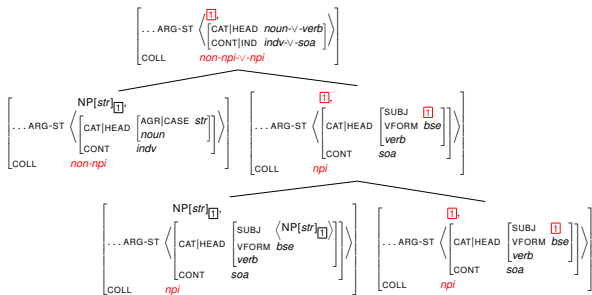 1,
... ARG-ST CAT|HEAD noun-∨-verb
CONT|IND indv-∨-soa
COLL non-npi-∨-npi
NP[str]1,
AGR|CASE str
... ARG-ST CAT|HEAD noun
CONT indv
COLL non-npi
1,
SUBJ 1
... ARG-ST CAT|HEAD VFORM bse
verb
CONT soa
COLL npi
NP[str]1,
SUBJ ⟨NP[str]1⟩
... ARG-ST CAT|HEAD VFORM bse
verb
CONT soa
COLL npi
1,
SUBJ 1
... ARG-ST CAT|HEAD VFORM bse
verb
CONT soa
COLL npi